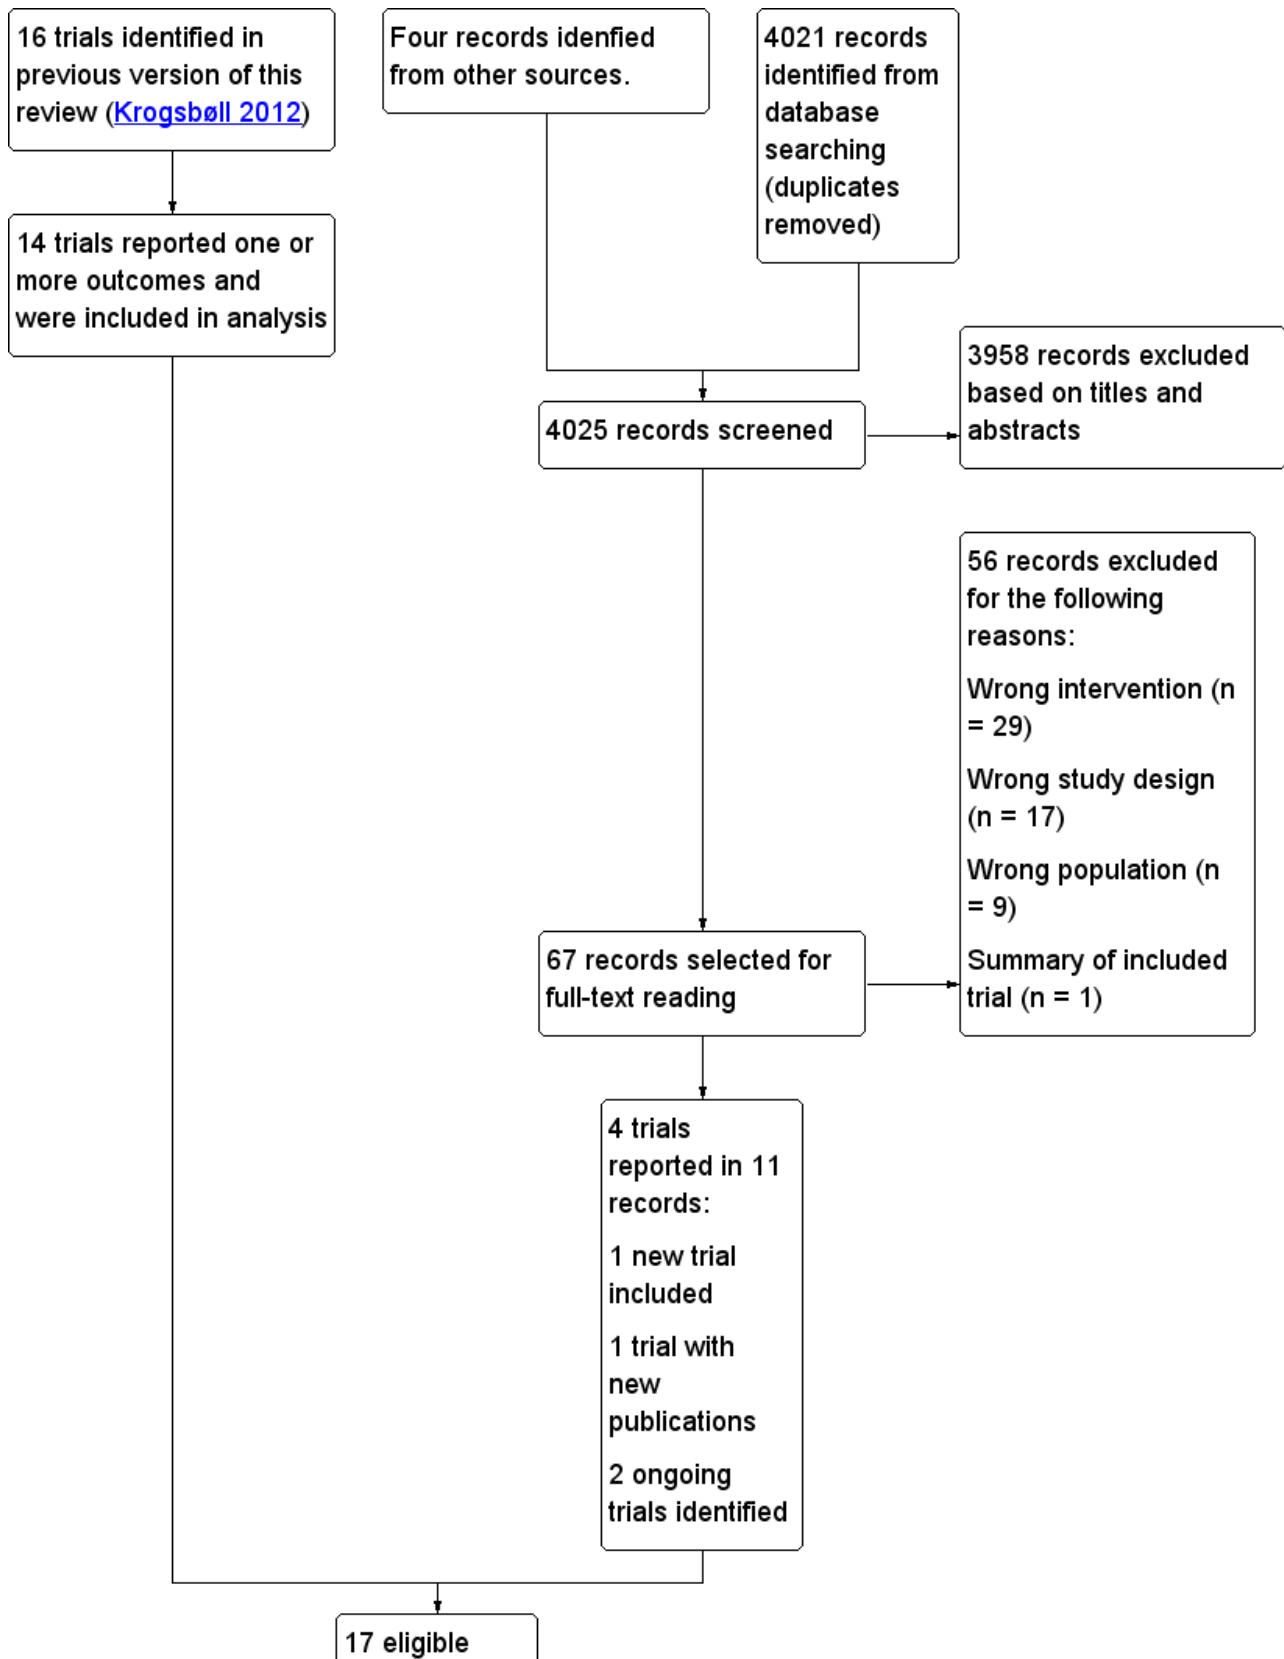 16 trials identified in
previous version of this
review (Krogsbøll 2012)
Four records idenfied
from other sources.
4021 records
identified from
database
searching
(duplicates
removed)
14 trials reported one or
more outcomes and
were included in analysis
3958 records excluded
based on titles and
abstracts
4025 records screened
56 records excluded
for the following
reasons:
Wrong intervention (n
= 29)
Wrong study design
(n = 17)
Wrong population (n
= 9)
Summary of included
trial (n = 1)
67 records selected for
full-text reading
4 trials
reported in 11
records:
1 new trial
included
1 trial with
new
publications
2 ongoing
trials identified
17 eligible